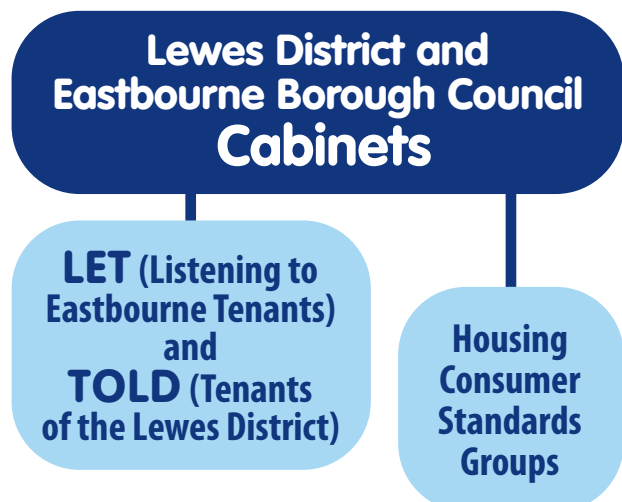 Lewes District and
Eastbourne Borough Council
Cabinets
LET (Listening to
Eastbourne Tenants)
and
TOLD (Tenants
of the Lewes District)
Housing
Consumer
Standards
Groups